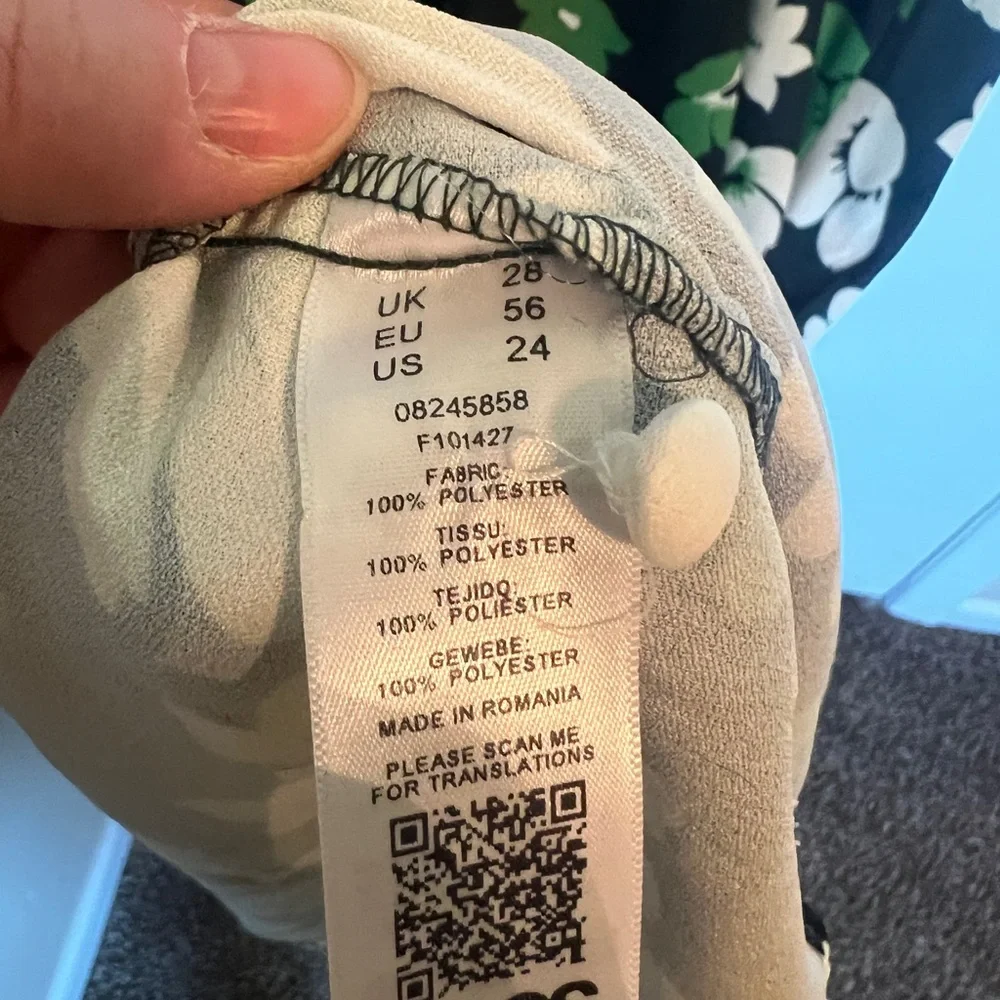 UK 28
EU 56
US 24
08245858
F101427
FABRIC:
100% POLYESTER
TISSU:
100% POLYESTER
TEJIDO:
100% POLIESTER
GEWEBE:
100% POLYESTER
MADE IN ROMANIA
PLEASE SCAN ME
FOR TRANSLATIONS